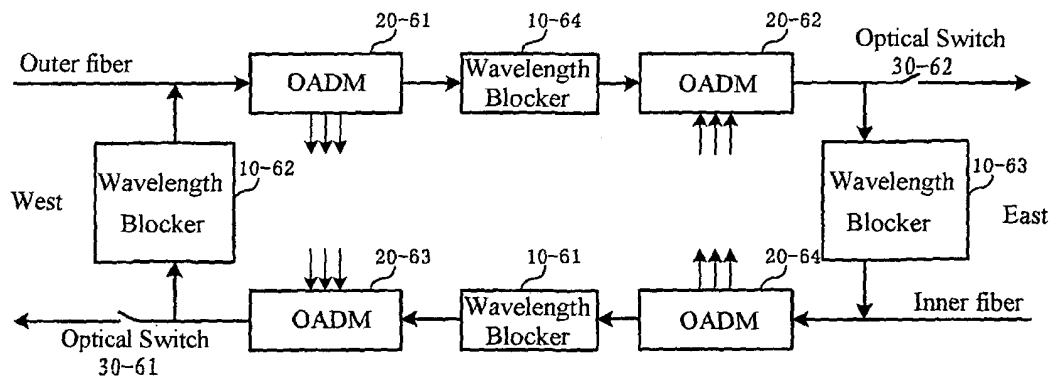 20-61
10-64
20-62
Optical Switch
30-62
Outer fiber
OADM
Wavelength
Blocker
OADM
10-62
10-63
West
Wavelength
Blocker
Wavelength
Blocker
East
20-63
10-61
20-64
Inner fiber
OADM
Wavelength
Blocker
OADM
Optical Switch
30-61